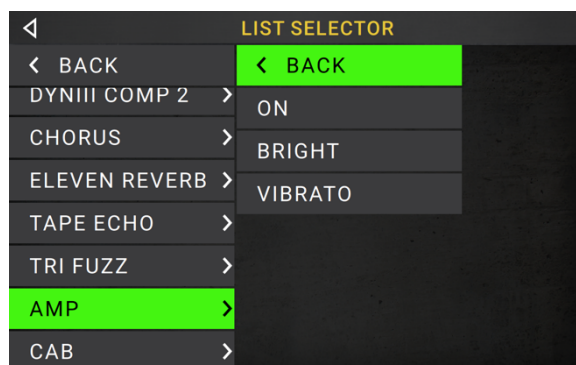 LIST SELECTOR
< BACK
DYNIII COMP 2 >
CHORUS >
ELEVEN REVERB >
TAPE ECHO >
TRI FUZZ >
AMP >
CAB >
< BACK
ON
BRIGHT
VIBRATO